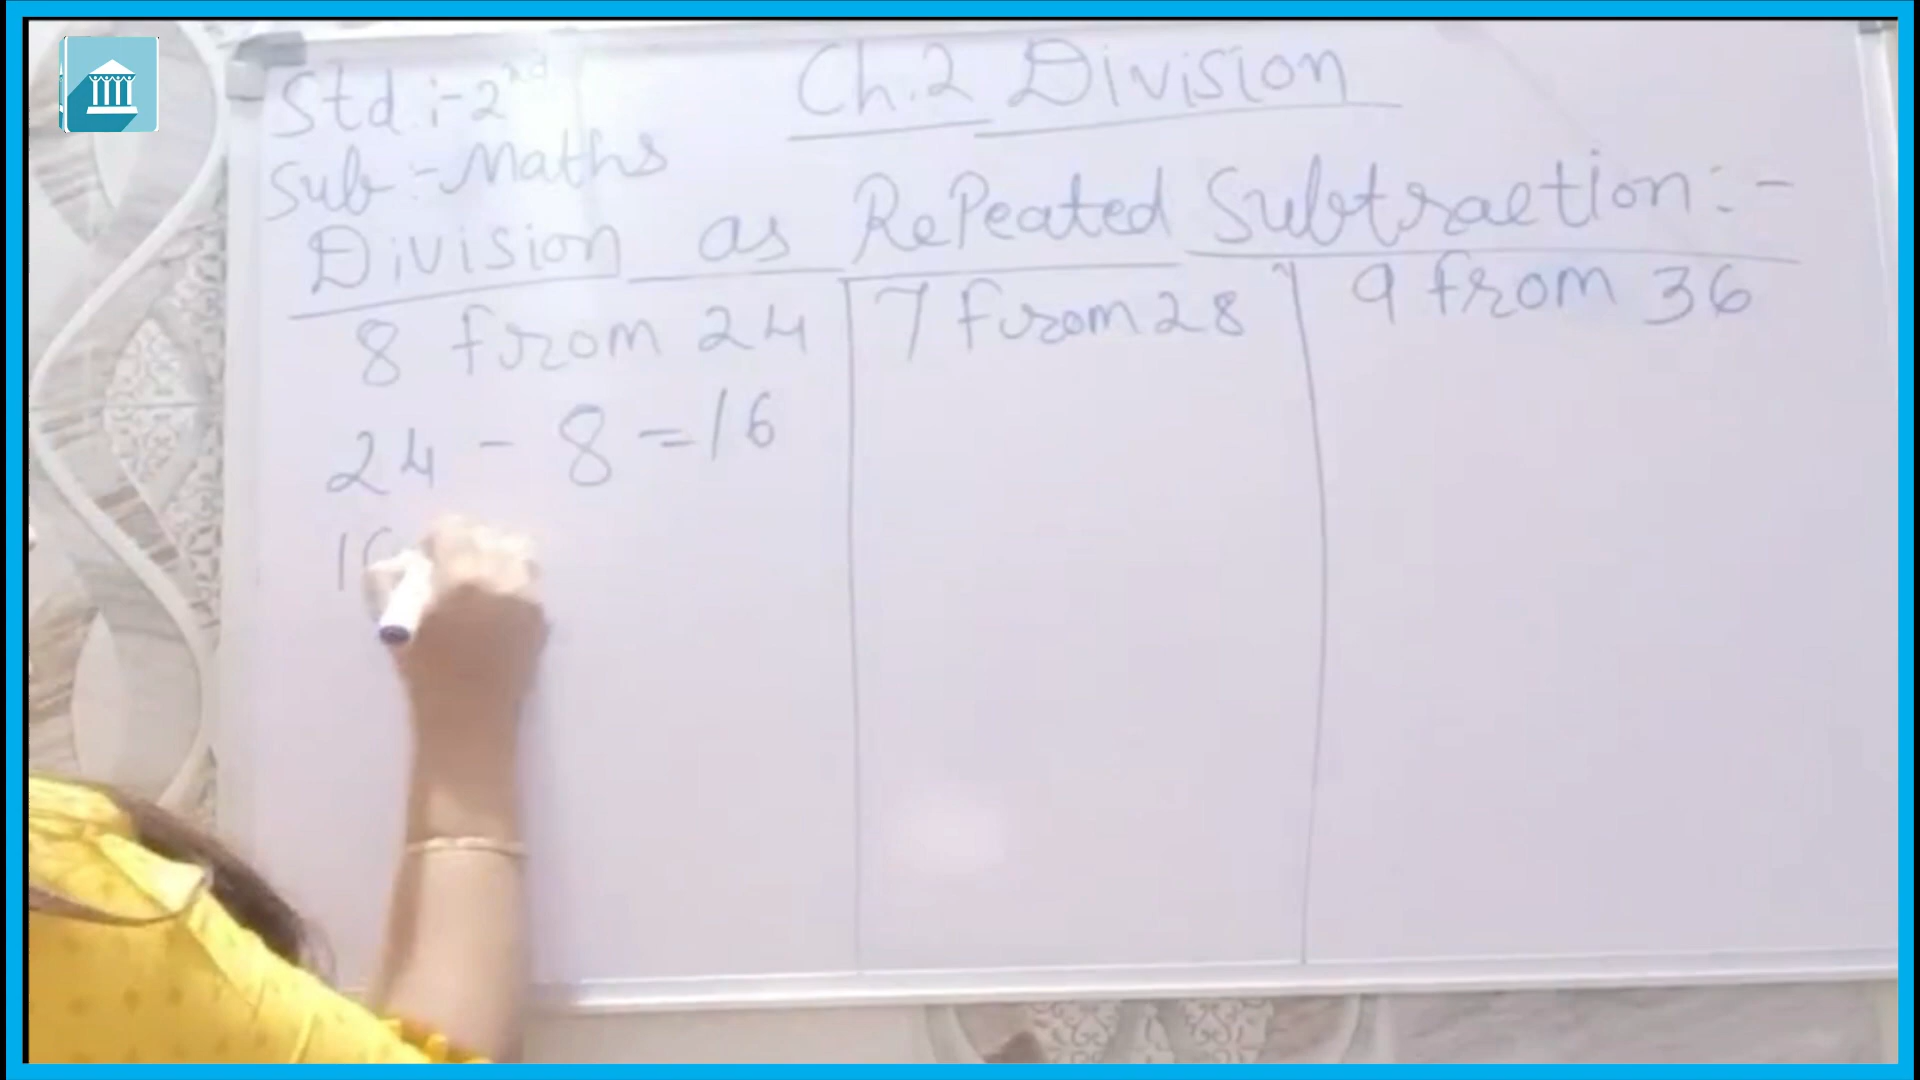 Std :- 2nd
Ch.2 Division
Sub :- Maths
Division as Repeated Subtraction :-
8 from 24
7 from 28
9 from 36
24 - 8 = 16
16